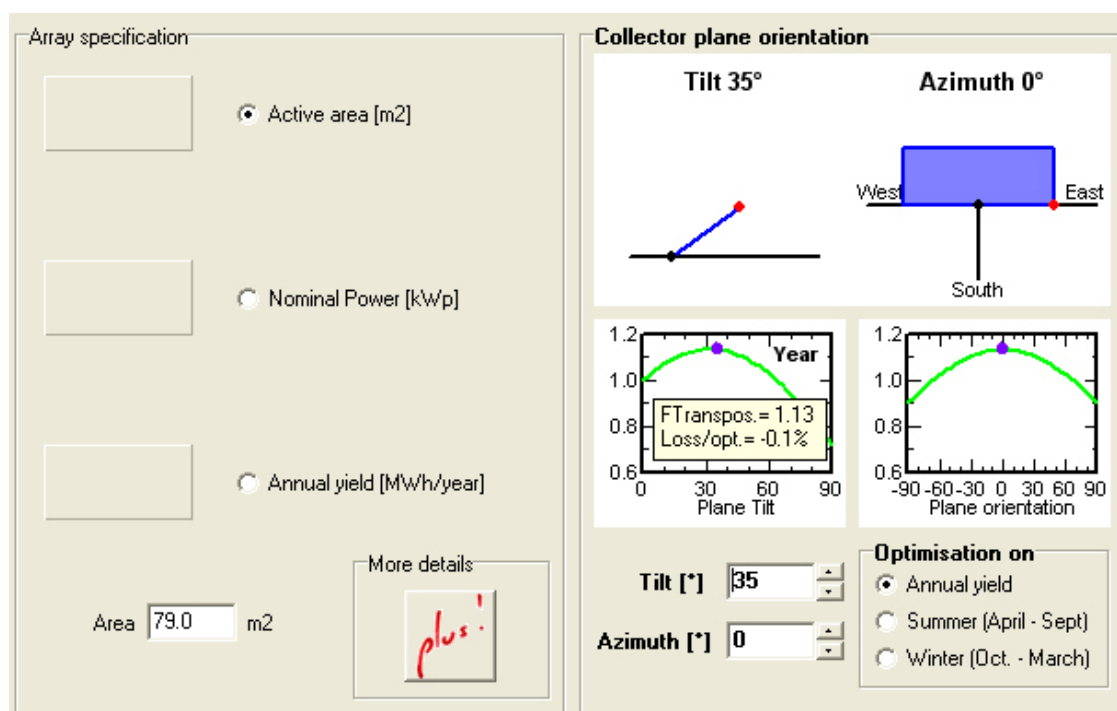 Array specification
Active area [m2]
Nominal Power [kWp]
Annual yield [MWh/year]
Area 79.0 m2
More details
plus!
Collector plane orientation
Tilt 35° Azimuth 0°
West East
South
1.2
1.0
0.8
0.6
0 30 60 90
Plane Tilt
Year
FTranspos.= 1.13
Loss/opt.= -0.1%
1.2
1.0
0.8
0.6
-90 -60 -30 0 30 60 90
Plane orientation
Tilt [°] 35
Azimuth [°] 0
Optimisation on
Annual yield
Summer (April - Sept)
Winter (Oct. - March)